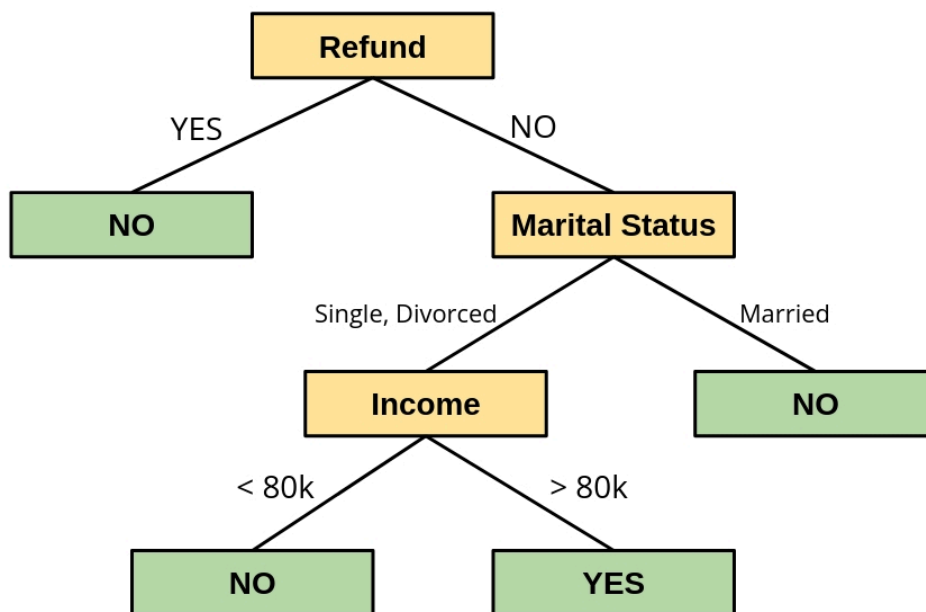 Refund
YES
NO
NO
Marital Status
Single, Divorced
Married
Income
NO
< 80k
> 80k
NO
YES